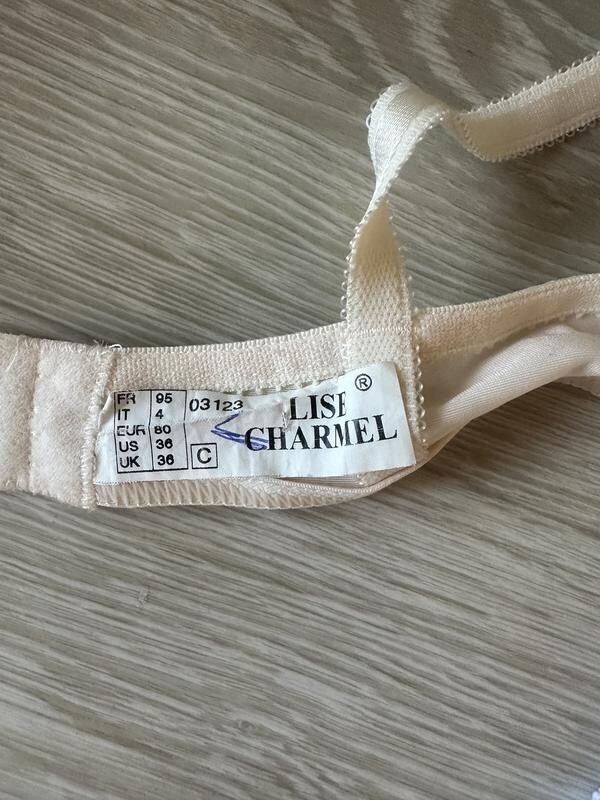 FR 95
IT 4
EUR 80
US 36
UK 36
03123
C
LISE ®
CHARMEL